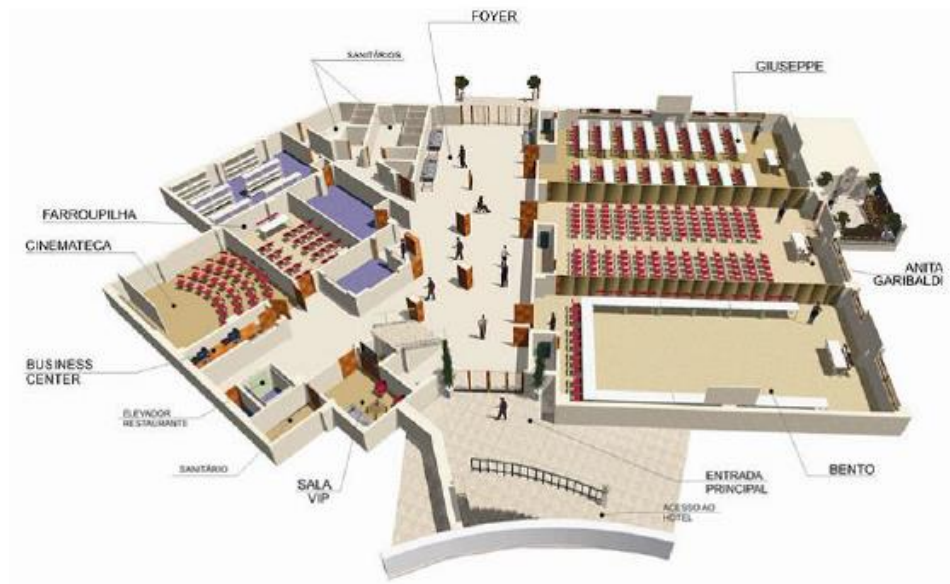 FOYER
SANITÁRIOS
GIUSEPPE
FARROUPILHA
CINEMATECA
ANITA
GARIBALDI
BUSINESS
CENTER
ELEVADOR
RESTAURANTE
SANITÁRIO
SALA
VIP
ENTRADA
PRINCIPAL
BENTO
ACESSO AO
HOTEL